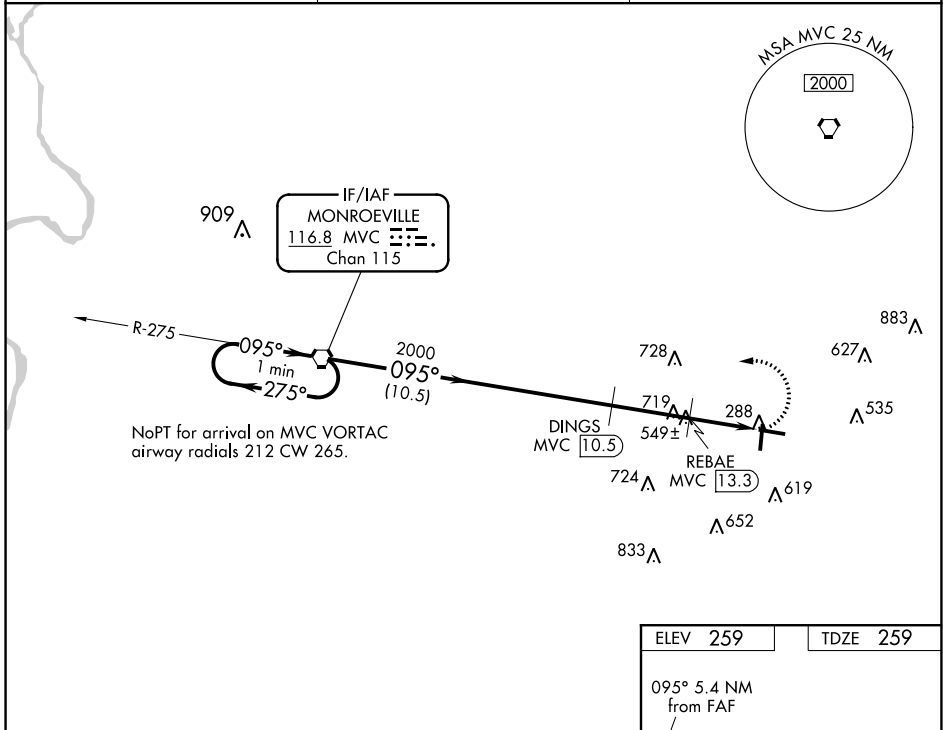 MSA MVC 25 NM
2000
IF/IAF
MONROEVILLE
116.8 MVC
Chan 115
909
R-275
095°
1 min
275°
2000
095°
(10.5)
NoPT for arrival on MVC VORTAC
airway radials 212 CW 265.
DINGS
MVC 10.5
728
719
549±
288
REBAE
MVC 13.3
883
627
535
724
619
652
833
ELEV 259
TDZE 259
095° 5.4 NM
from FAF